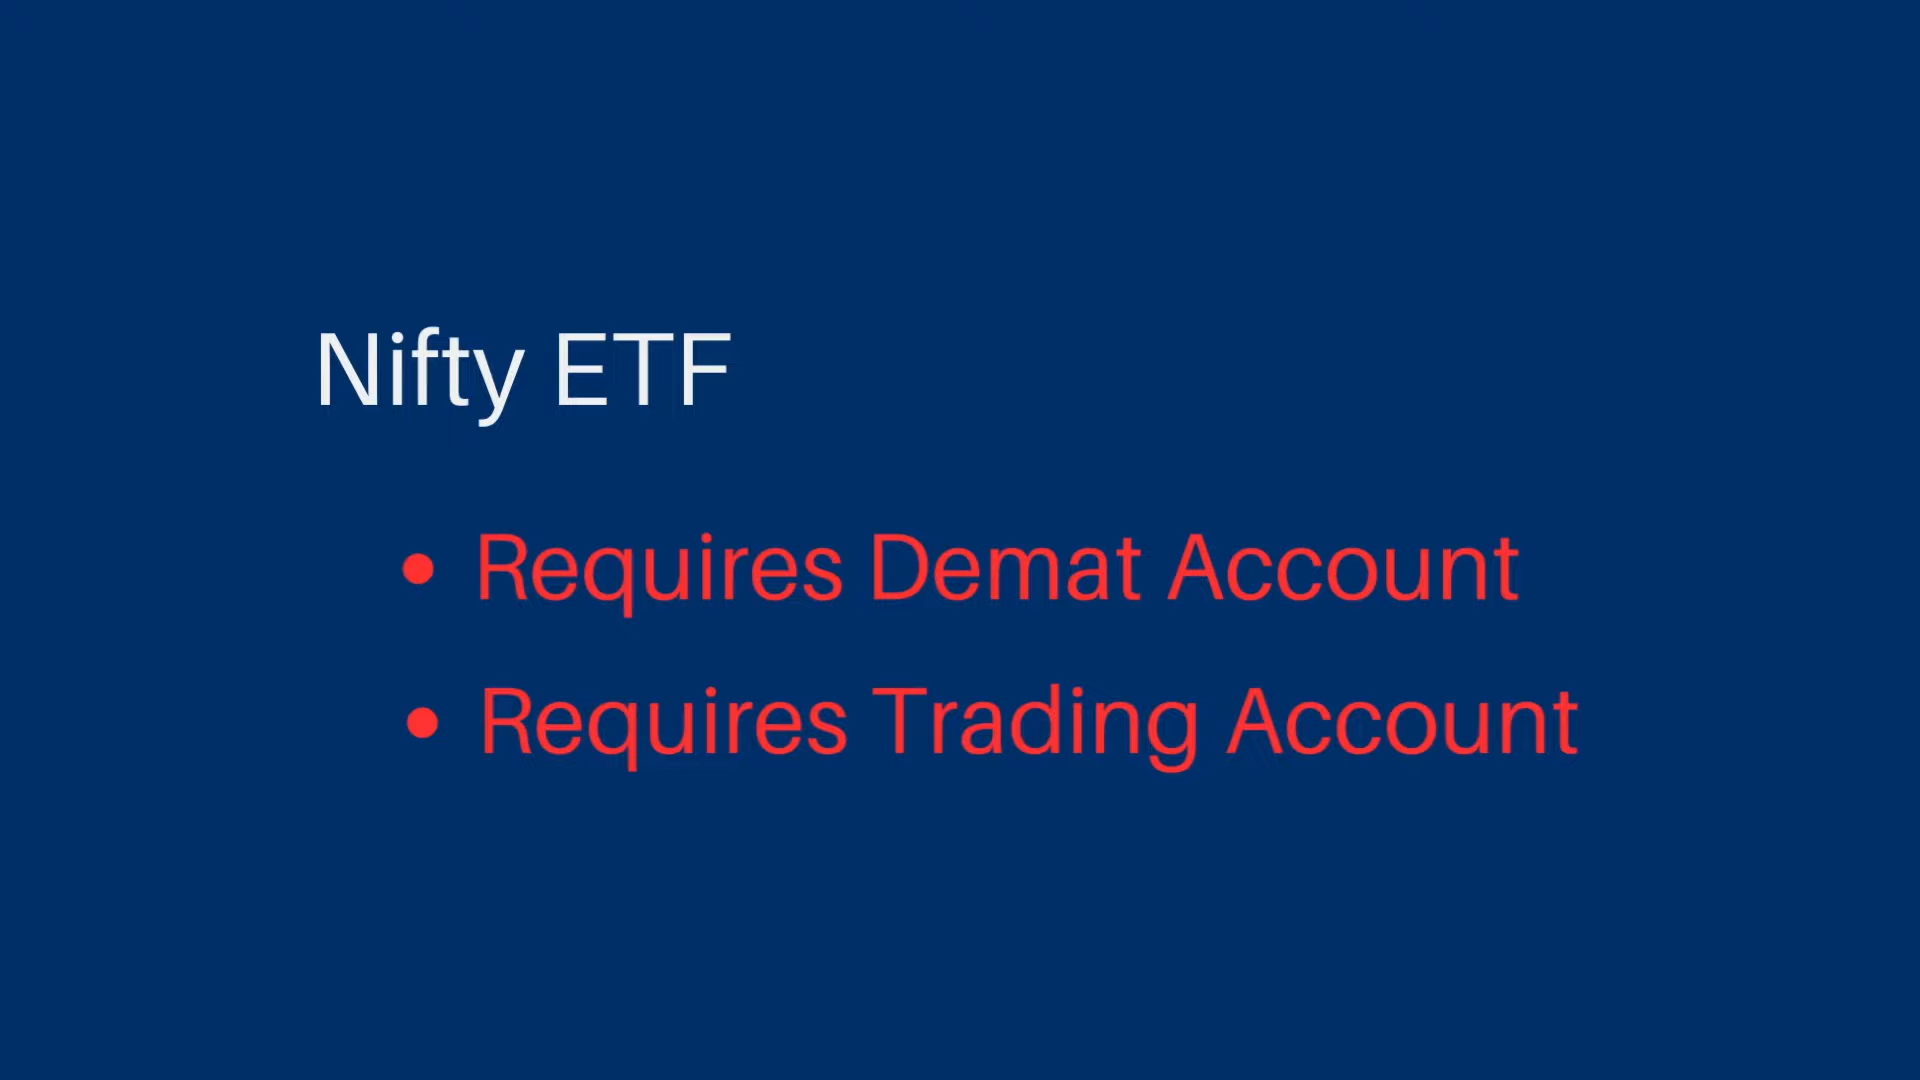 Nifty ETF
• Requires Demat Account
• Requires Trading Account